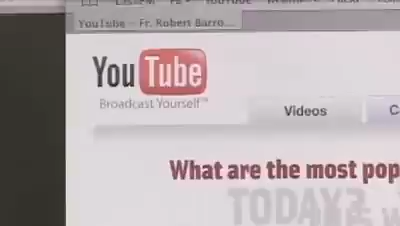 YouTube – Fr. Robert Barro...
YouTube
Broadcast Yourself™
Videos
What are the most pop
TODAY?